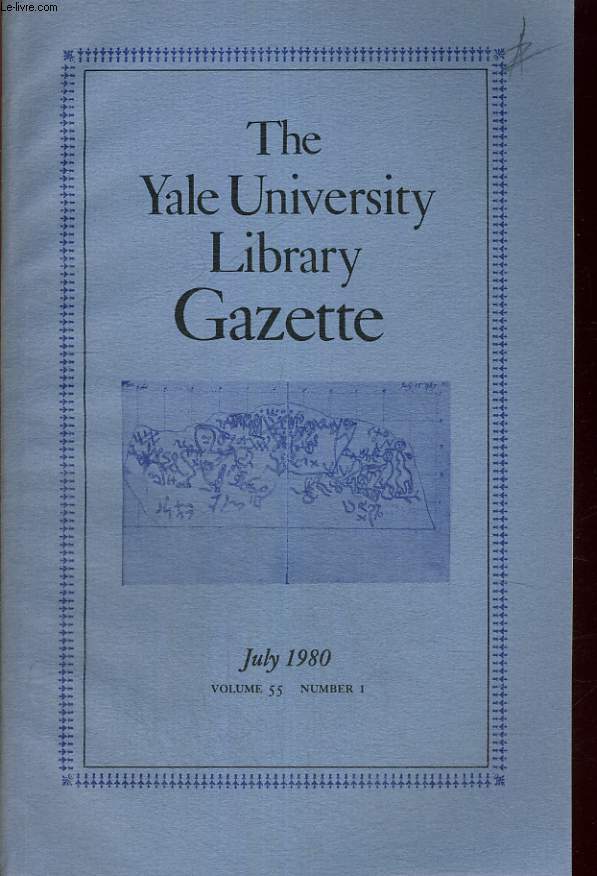 Le-livre.com
The
Yale University
Library
Gazette
July 1980
VOLUME 55 NUMBER 1